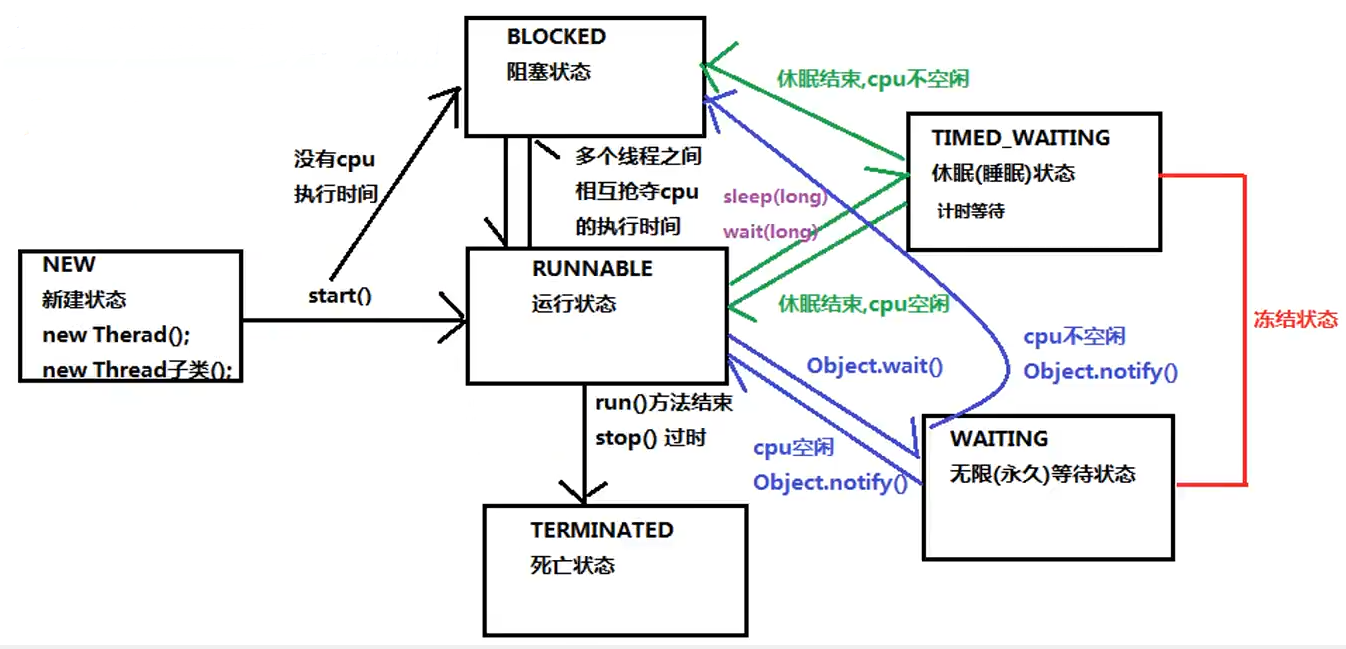 BLOCKED
阻塞状态
休眠结束,cpu不空闲
TIMED_WAITING
休眠(睡眠)状态
计时等待
没有cpu
执行时间
多个线程之间
相互抢夺cpu
的执行时间
sleep(long)
wait(long)
NEW
新建状态
new Therad();
new Thread子类();
start()
RUNNABLE
运行状态
休眠结束,cpu空闲
冻结状态
cpu不空闲
Object.notify()
Object.wait()
run()方法结束
stop() 过时
cpu空闲
Object.notify()
WAITING
无限(永久)等待状态
TERMINATED
死亡状态